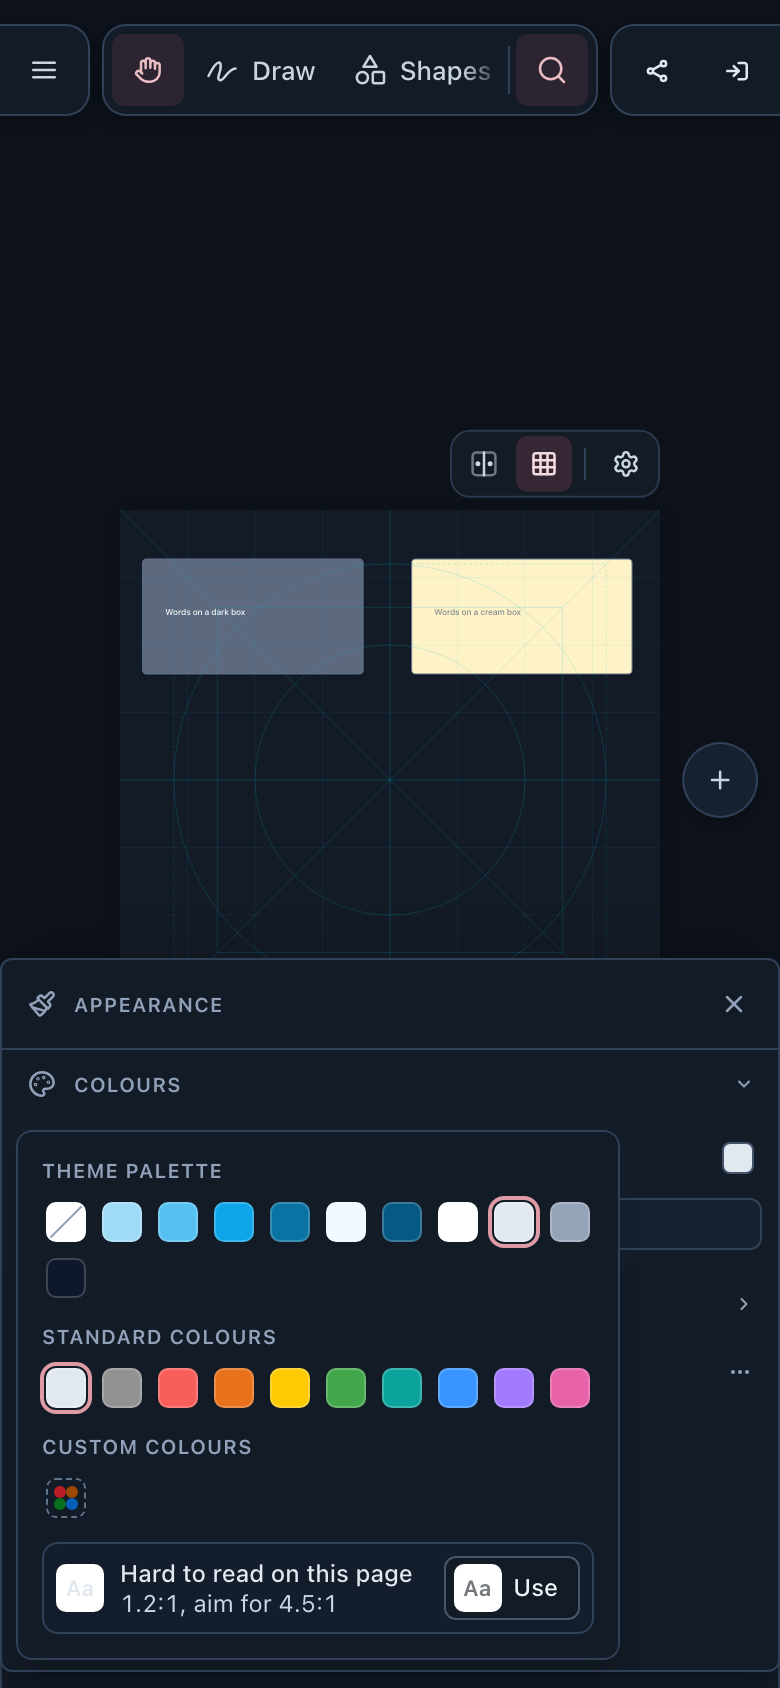 Draw
Shapes
Words on a dark box
Words on a cream box
APPEARANCE
COLOURS
THEME PALETTE
STANDARD COLOURS
CUSTOM COLOURS
Aa
Hard to read on this page
1.2:1, aim for 4.5:1
Aa
Use